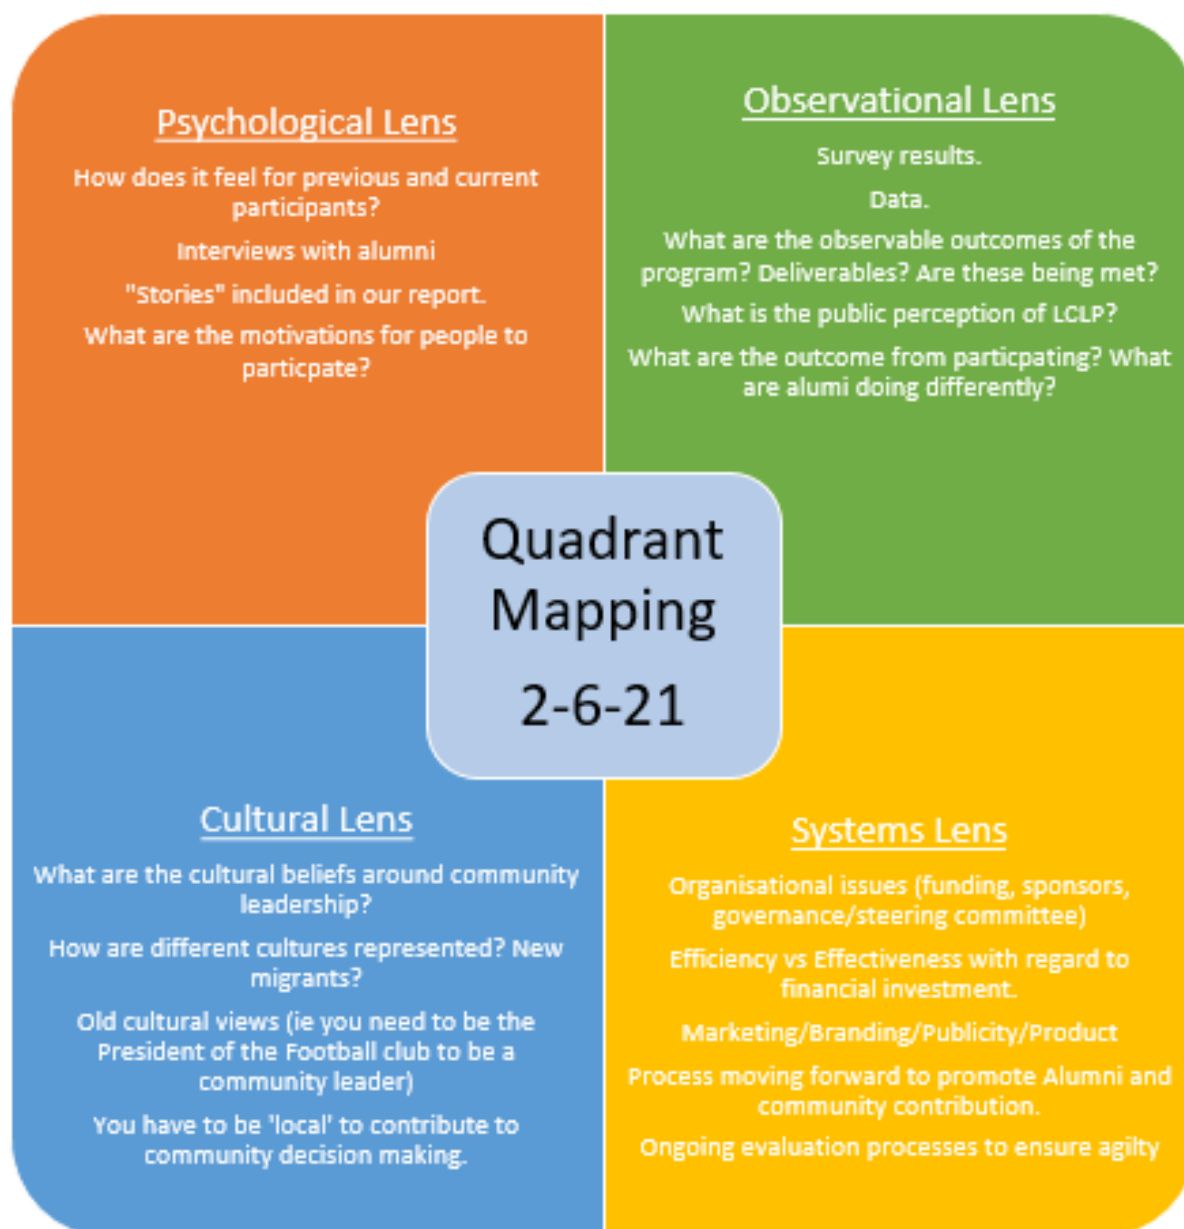 Psychological Lens
How does it feel for previous and current
participants?
Interviews with alumni
"Stories" included in our report.
What are the motivations for people to
particpate?
Observational Lens
Survey results.
Data.
What are the observable outcomes of the
program? Deliverables? Are these being met?
What is the public perception of LCLP?
What are the outcome from particpating? What
are alumi doing differently?
Quadrant
Mapping
2-6-21
Cultural Lens
What are the cultural beliefs around community
leadership?
How are different cultures represented? New
migrants?
Old cultural views (ie you need to be the
President of the Football club to be a
community leader)
You have to be 'local' to contribute to
community decision making.
Systems Lens
Organisational issues (funding, sponsors,
governance/steering committee)
Efficiency vs Effectiveness with regard to
financial investment.
Marketing/Branding/Publicity/Product
Process moving forward to promote Alumni and
community contribution.
Ongoing evaluation processes to ensure agilty